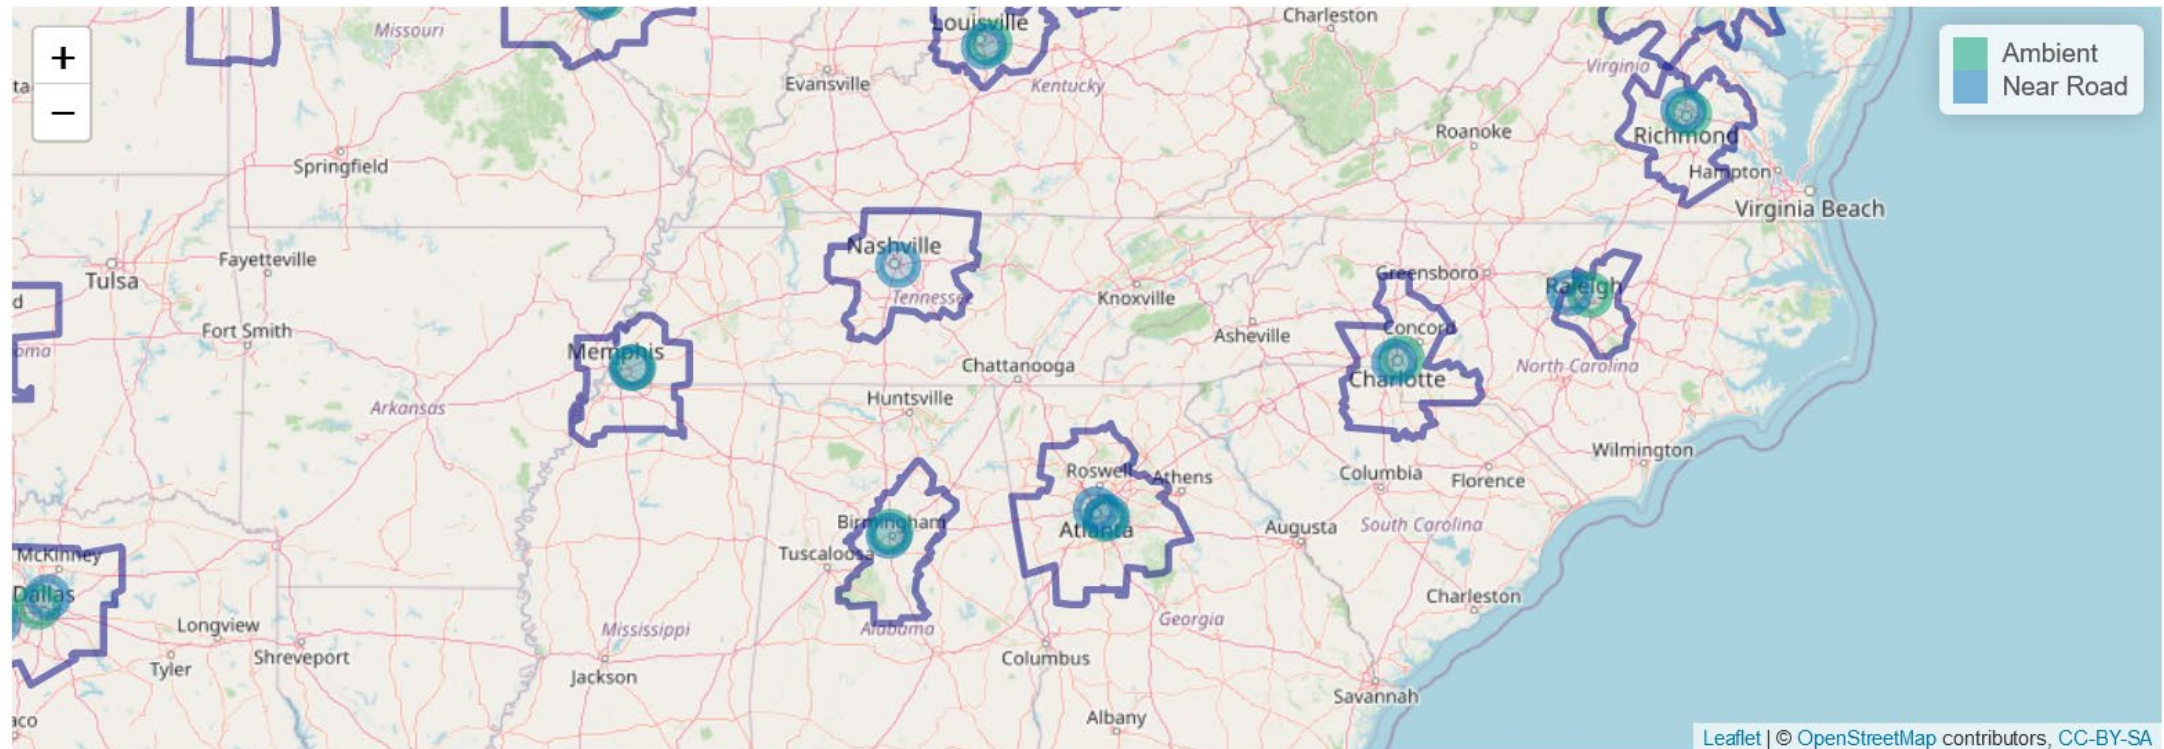 Louisville
Charleston
+
−
Missouri
Ambient
Near Road
Virginia
ta
Evansville
Kentucky
Roanoke
Richmond
Springfield
Hampton
Virginia Beach
Nashville
Fayetteville
Tulsa
Greensboro
Raleigh
d
Tennessee
Knoxville
Fort Smith
Asheville
Concord
oma
Memphis
Chattanooga
North Carolina
Charlotte
Arkansas
Huntsville
Wilmington
Roswell
Athens
Columbia
Florence
Birmingham
Atlanta
Augusta
South Carolina
McKinney
Tuscaloosa
Dallas
Charleston
Longview
Mississippi
Alabama
Georgia
Tyler
Shreveport
Jackson
Columbus
Savannah
aco
Albany
Leaflet | © OpenStreetMap contributors, CC-BY-SA